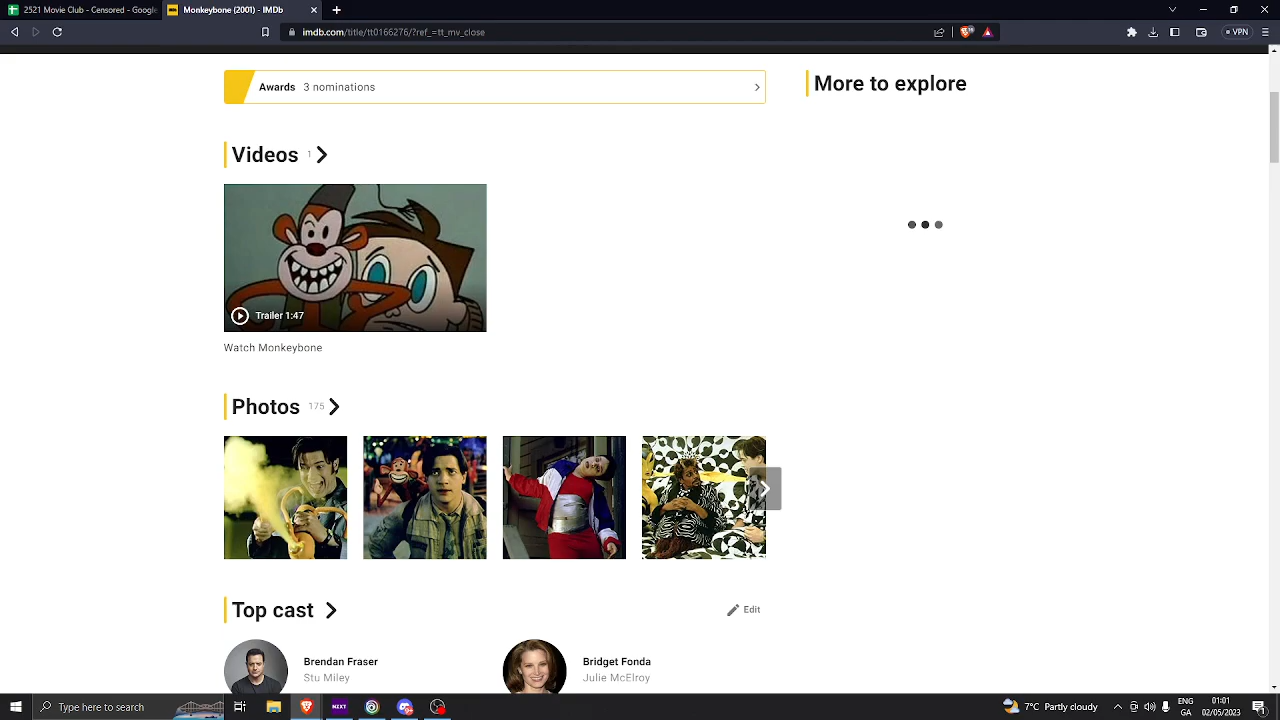 2521 Movie Club - Censored - Google
Monkeybone (2001) - IMDb
imdb.com/title/tt0166276/?ref_=tt_mv_close
VPN
Awards 3 nominations
More to explore
Videos 1
Trailer 1:47
Watch Monkeybone
Photos 175
Top cast
Edit
Brendan Fraser
Stu Miley
Bridget Fonda
Julie McElroy
Type here to search
NEXT
7°C Partly cloudy
ENG
GA
01:01
02/05/2023